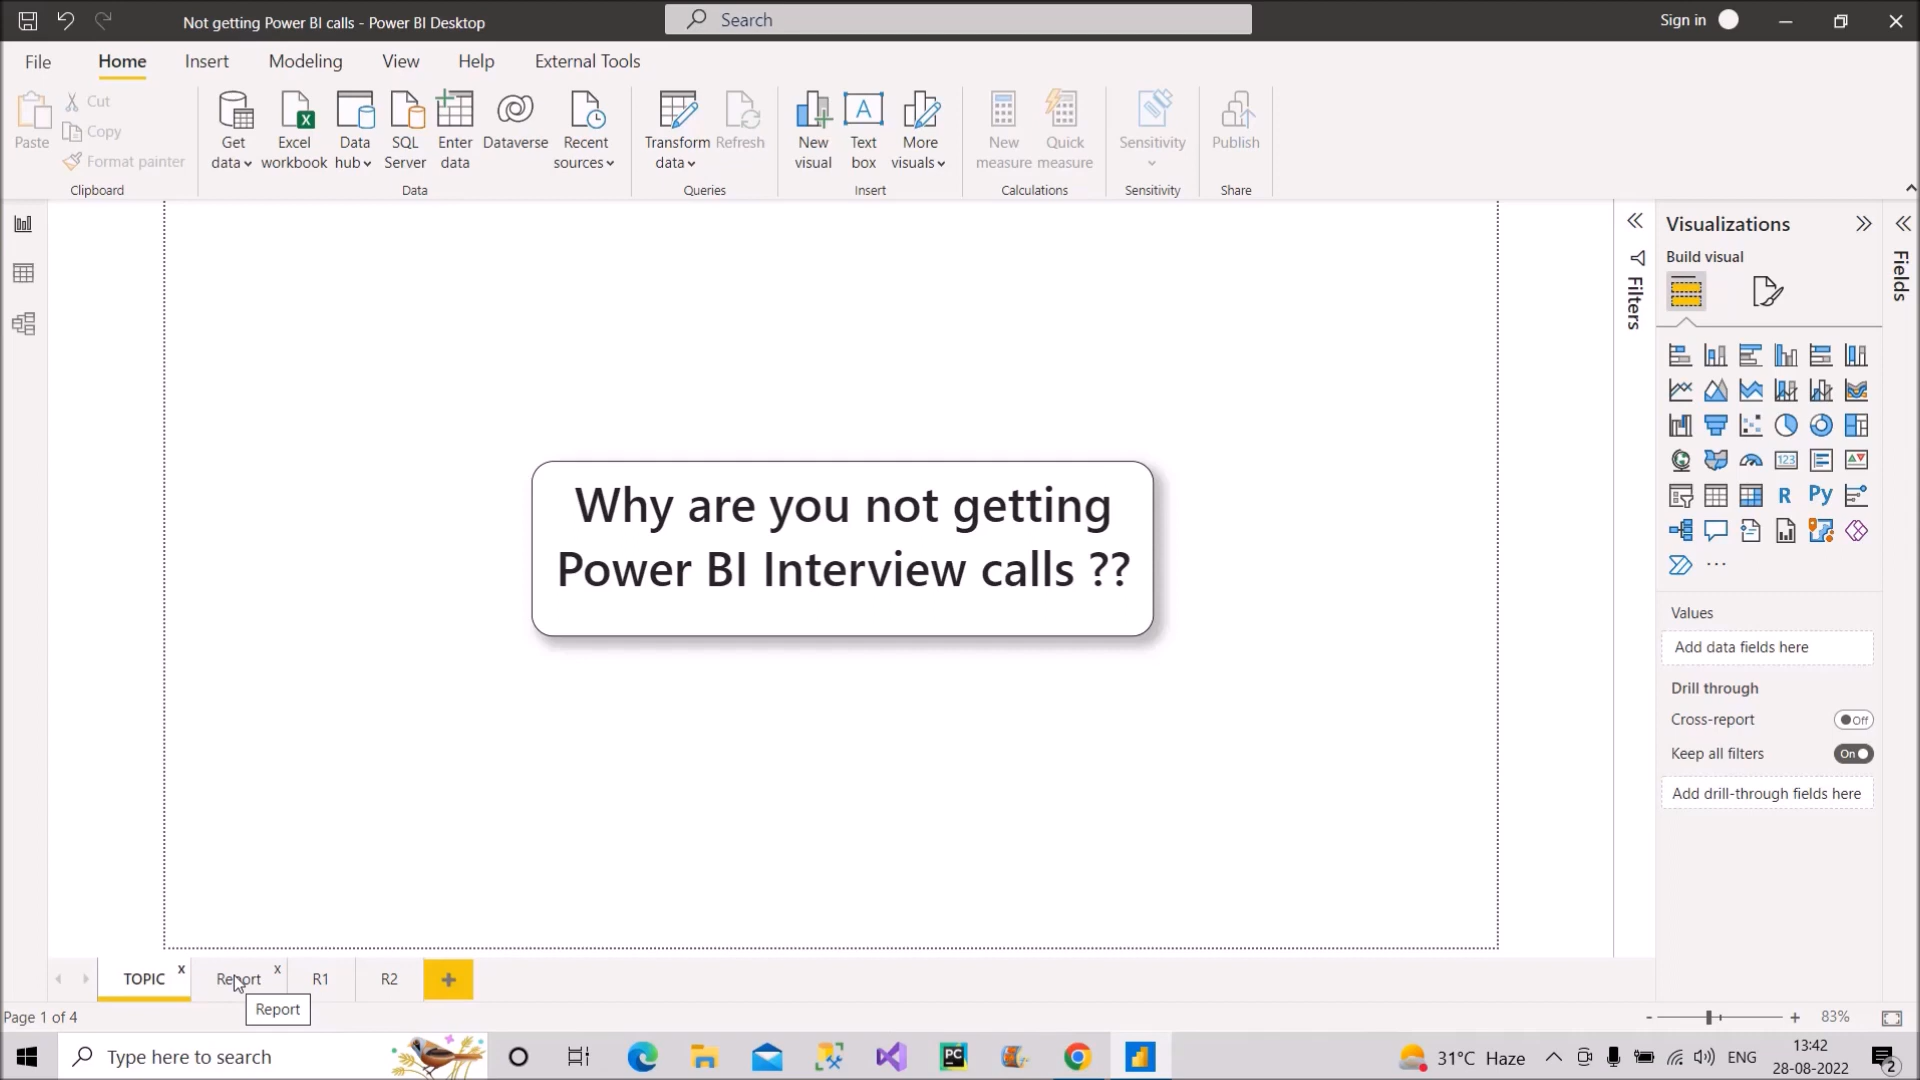 Not getting Power BI calls - Power BI Desktop
Search
Sign in
File
Home
Insert
Modeling
View
Help
External Tools
Paste
Cut
Copy
Format painter
Clipboard
Get
data
Excel
workbook
Data
hub
SQL
Server
Enter
data
Dataverse
Recent
sources
Data
Transform
data
Refresh
Queries
New
visual
Text
box
More
visuals
Insert
New
measure
Quick
measure
Calculations
Sensitivity
Sensitivity
Publish
Share
Why are you not getting
Power BI Interview calls ??
Filters
Visualizations
Build visual
123
R
Py
Values
Add data fields here
Drill through
Cross-report
Off
Keep all filters
On
Add drill-through fields here
Fields
TOPIC
x
Report
x
R1
R2
+
Report
Page 1 of 4
- + 83%
Type here to search
PC
31°C Haze
ENG
13:42
28-08-2022
2